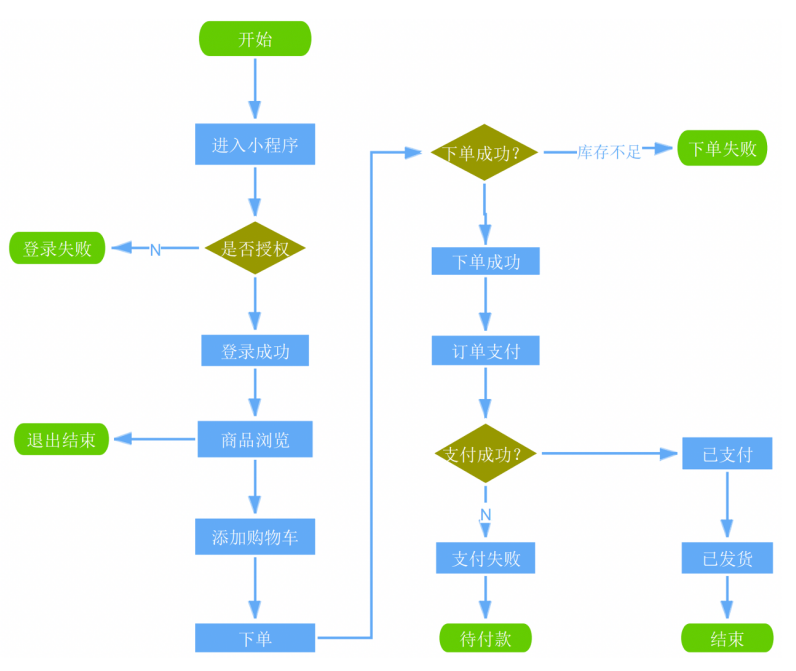 开始
进入小程序
是否授权
N
登录失败
登录成功
商品浏览
退出结束
添加购物车
下单
下单成功?
库存不足
下单失败
下单成功
订单支付
支付成功?
已支付
N
支付失败
已发货
待付款
结束